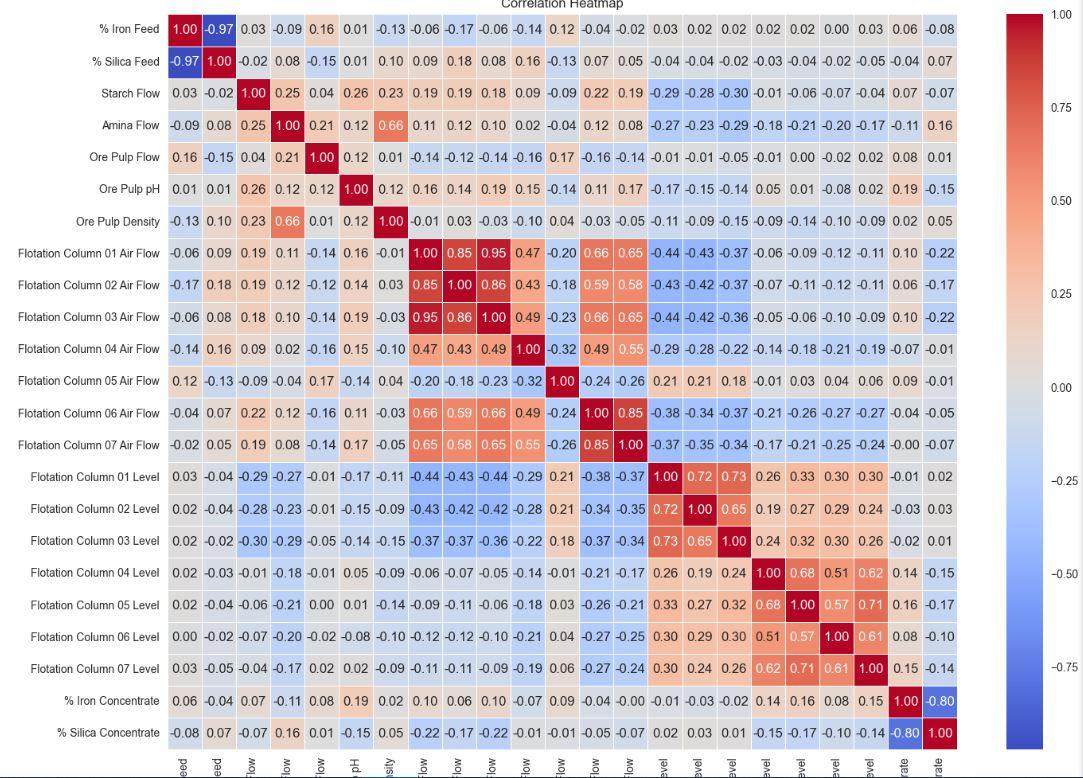 Correlation Heatmap
% Iron Feed 1.00 -0.97 0.03 -0.09 0.16 0.01 -0.13 -0.06 -0.17 -0.06 -0.14 0.12 -0.04 -0.02 0.03 0.02 0.02 0.02 0.02 0.00 0.03 0.06 -0.08
% Silica Feed -0.97 1.00 -0.02 0.08 -0.15 0.01 0.10 0.09 0.18 0.08 0.16 -0.13 0.07 0.05 -0.04 -0.04 -0.02 -0.03 -0.04 -0.02 -0.05 -0.04 0.07
Starch Flow 0.03 -0.02 1.00 0.25 0.04 0.26 0.23 0.19 0.19 0.18 0.09 -0.09 0.22 0.19 -0.29 -0.28 -0.30 -0.01 -0.06 -0.07 -0.04 0.07 -0.07
Amina Flow -0.09 0.08 0.25 1.00 0.21 0.12 0.66 0.11 0.12 0.10 0.02 -0.04 0.12 0.08 -0.27 -0.23 -0.29 -0.18 -0.21 -0.20 -0.17 -0.11 0.16
Ore Pulp Flow 0.16 -0.15 0.04 0.21 1.00 0.12 0.01 -0.14 -0.12 -0.14 -0.16 0.17 -0.16 -0.14 -0.01 -0.01 -0.05 -0.01 0.00 -0.02 0.02 0.08 0.01
Ore Pulp pH 0.01 0.01 0.26 0.12 0.12 1.00 0.12 0.16 0.14 0.19 0.15 -0.14 0.11 0.17 -0.17 -0.15 -0.14 0.05 0.01 -0.08 0.02 0.19 -0.15
Ore Pulp Density -0.13 0.10 0.23 0.66 0.01 0.12 1.00 -0.01 0.03 -0.03 -0.10 0.04 -0.03 -0.05 -0.11 -0.09 -0.15 -0.09 -0.14 -0.10 -0.09 0.02 0.05
Flotation Column 01 Air Flow -0.06 0.09 0.19 0.11 -0.14 0.16 -0.01 1.00 0.85 0.95 0.47 -0.20 0.66 0.65 -0.44 -0.43 -0.37 -0.06 -0.09 -0.12 -0.11 0.10 -0.22
Flotation Column 02 Air Flow -0.17 0.18 0.19 0.12 -0.12 0.14 0.03 0.85 1.00 0.86 0.43 -0.18 0.59 0.58 -0.43 -0.42 -0.37 -0.07 -0.11 -0.12 -0.11 0.06 -0.17
Flotation Column 03 Air Flow -0.06 0.08 0.18 0.10 -0.14 0.19 -0.03 0.95 0.86 1.00 0.49 -0.23 0.66 0.65 -0.44 -0.42 -0.36 -0.05 -0.06 -0.10 -0.09 0.10 -0.22
Flotation Column 04 Air Flow -0.14 0.16 0.09 0.02 -0.16 0.15 -0.10 0.47 0.43 0.49 1.00 -0.32 0.49 0.55 -0.29 -0.28 -0.22 -0.14 -0.18 -0.21 -0.19 -0.07 -0.01
Flotation Column 05 Air Flow 0.12 -0.13 -0.09 -0.04 0.17 -0.14 0.04 -0.20 -0.18 -0.23 -0.32 1.00 -0.24 -0.26 0.21 0.21 0.18 -0.01 0.03 0.04 0.06 0.09 -0.01
Flotation Column 06 Air Flow -0.04 0.07 0.22 0.12 -0.16 0.11 -0.03 0.66 0.59 0.66 0.49 -0.24 1.00 0.85 -0.38 -0.34 -0.37 -0.21 -0.26 -0.27 -0.27 -0.04 -0.05
Flotation Column 07 Air Flow -0.02 0.05 0.19 0.08 -0.14 0.17 -0.05 0.65 0.58 0.65 0.55 -0.26 0.85 1.00 -0.37 -0.35 -0.34 -0.17 -0.21 -0.25 -0.24 -0.00 -0.07
Flotation Column 01 Level 0.03 -0.04 -0.29 -0.27 -0.01 -0.17 -0.11 -0.44 -0.43 -0.44 -0.29 0.21 -0.38 -0.37 1.00 0.72 0.73 0.26 0.33 0.30 0.30 -0.01 0.02
Flotation Column 02 Level 0.02 -0.04 -0.28 -0.23 -0.01 -0.15 -0.09 -0.43 -0.42 -0.42 -0.28 0.21 -0.34 -0.35 0.72 1.00 0.65 0.19 0.27 0.29 0.24 -0.03 0.03
Flotation Column 03 Level 0.02 -0.02 -0.30 -0.29 -0.05 -0.14 -0.15 -0.37 -0.37 -0.36 -0.22 0.18 -0.37 -0.34 0.73 0.65 1.00 0.24 0.32 0.30 0.26 -0.02 0.01
Flotation Column 04 Level 0.02 -0.03 -0.01 -0.18 -0.01 0.05 -0.09 -0.06 -0.07 -0.05 -0.14 -0.01 -0.21 -0.17 0.26 0.19 0.24 1.00 0.68 0.51 0.62 0.14 -0.15
Flotation Column 05 Level 0.02 -0.04 -0.06 -0.21 0.00 0.01 -0.14 -0.09 -0.11 -0.06 -0.18 0.03 -0.26 -0.21 0.33 0.27 0.32 0.68 1.00 0.57 0.71 0.16 -0.17
Flotation Column 06 Level 0.00 -0.02 -0.07 -0.20 -0.02 -0.08 -0.10 -0.12 -0.12 -0.10 -0.21 0.04 -0.27 -0.25 0.30 0.29 0.30 0.51 0.57 1.00 0.61 0.08 -0.10
Flotation Column 07 Level 0.03 -0.05 -0.04 -0.17 0.02 0.02 -0.09 -0.11 -0.11 -0.09 -0.19 0.06 -0.27 -0.24 0.30 0.24 0.26 0.62 0.71 0.61 1.00 0.15 -0.14
% Iron Concentrate 0.06 -0.04 0.07 -0.11 0.08 0.19 0.02 0.10 0.06 0.10 -0.07 0.09 -0.04 -0.00 -0.01 -0.03 -0.02 0.14 0.16 0.08 0.15 1.00 -0.80
% Silica Concentrate -0.08 0.07 -0.07 0.16 0.01 -0.15 0.05 -0.22 -0.17 -0.22 -0.01 -0.01 -0.05 -0.07 0.02 0.03 0.01 -0.15 -0.17 -0.10 -0.14 -0.80 1.00
1.00
0.75
0.50
0.25
0.00
−0.25
−0.50
−0.75